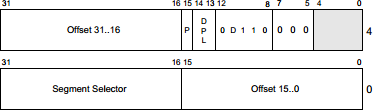 31 16 15 14 13 12 8 7 5 4 0
Offset 31..16 P D P L 0 D 1 1 0 0 0 0 4
31 16 15 0
Segment Selector Offset 15..0 0